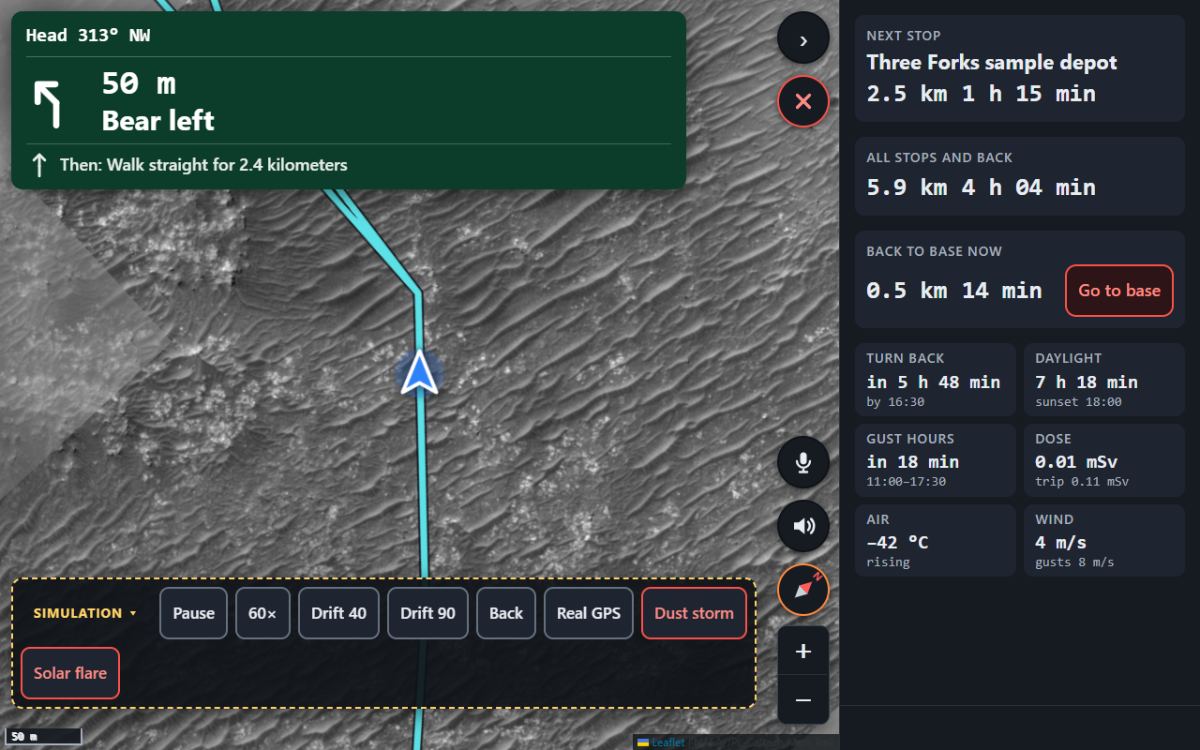 Head 313° NW
50 m
Bear left
Then: Walk straight for 2.4 kilometers
SIMULATION
Pause
60×
Drift 40
Drift 90
Back
Real GPS
Dust storm
Solar flare
50 m
N
Leaflet
NEXT STOP
Three Forks sample depot
2.5 km 1 h 15 min
ALL STOPS AND BACK
5.9 km 4 h 04 min
BACK TO BASE NOW
0.5 km 14 min
Go to base
TURN BACK
in 5 h 48 min
by 16:30
DAYLIGHT
7 h 18 min
sunset 18:00
GUST HOURS
in 18 min
11:00–17:30
DOSE
0.01 mSv
trip 0.11 mSv
AIR
−42 °C
rising
WIND
4 m/s
gusts 8 m/s